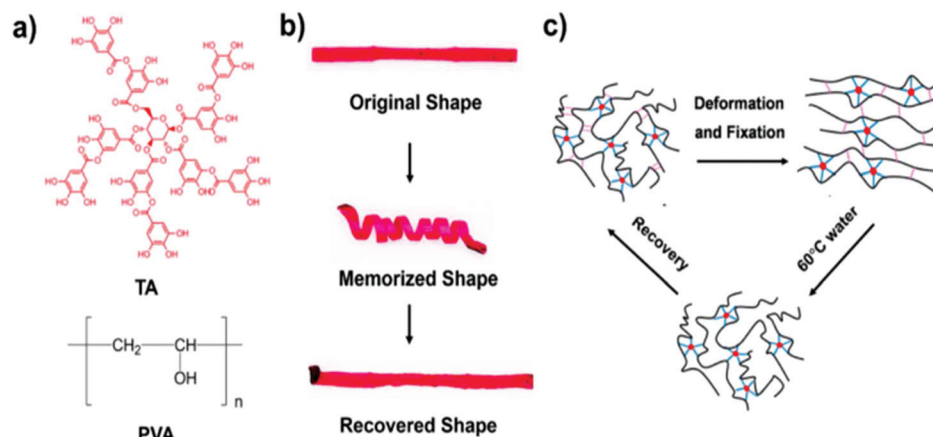 a)
b)
c)
TA
CH₂
CH
OH
n
PVA
Original Shape
Memorized Shape
Recovered Shape
Deformation
and Fixation
60°C water
Recovery